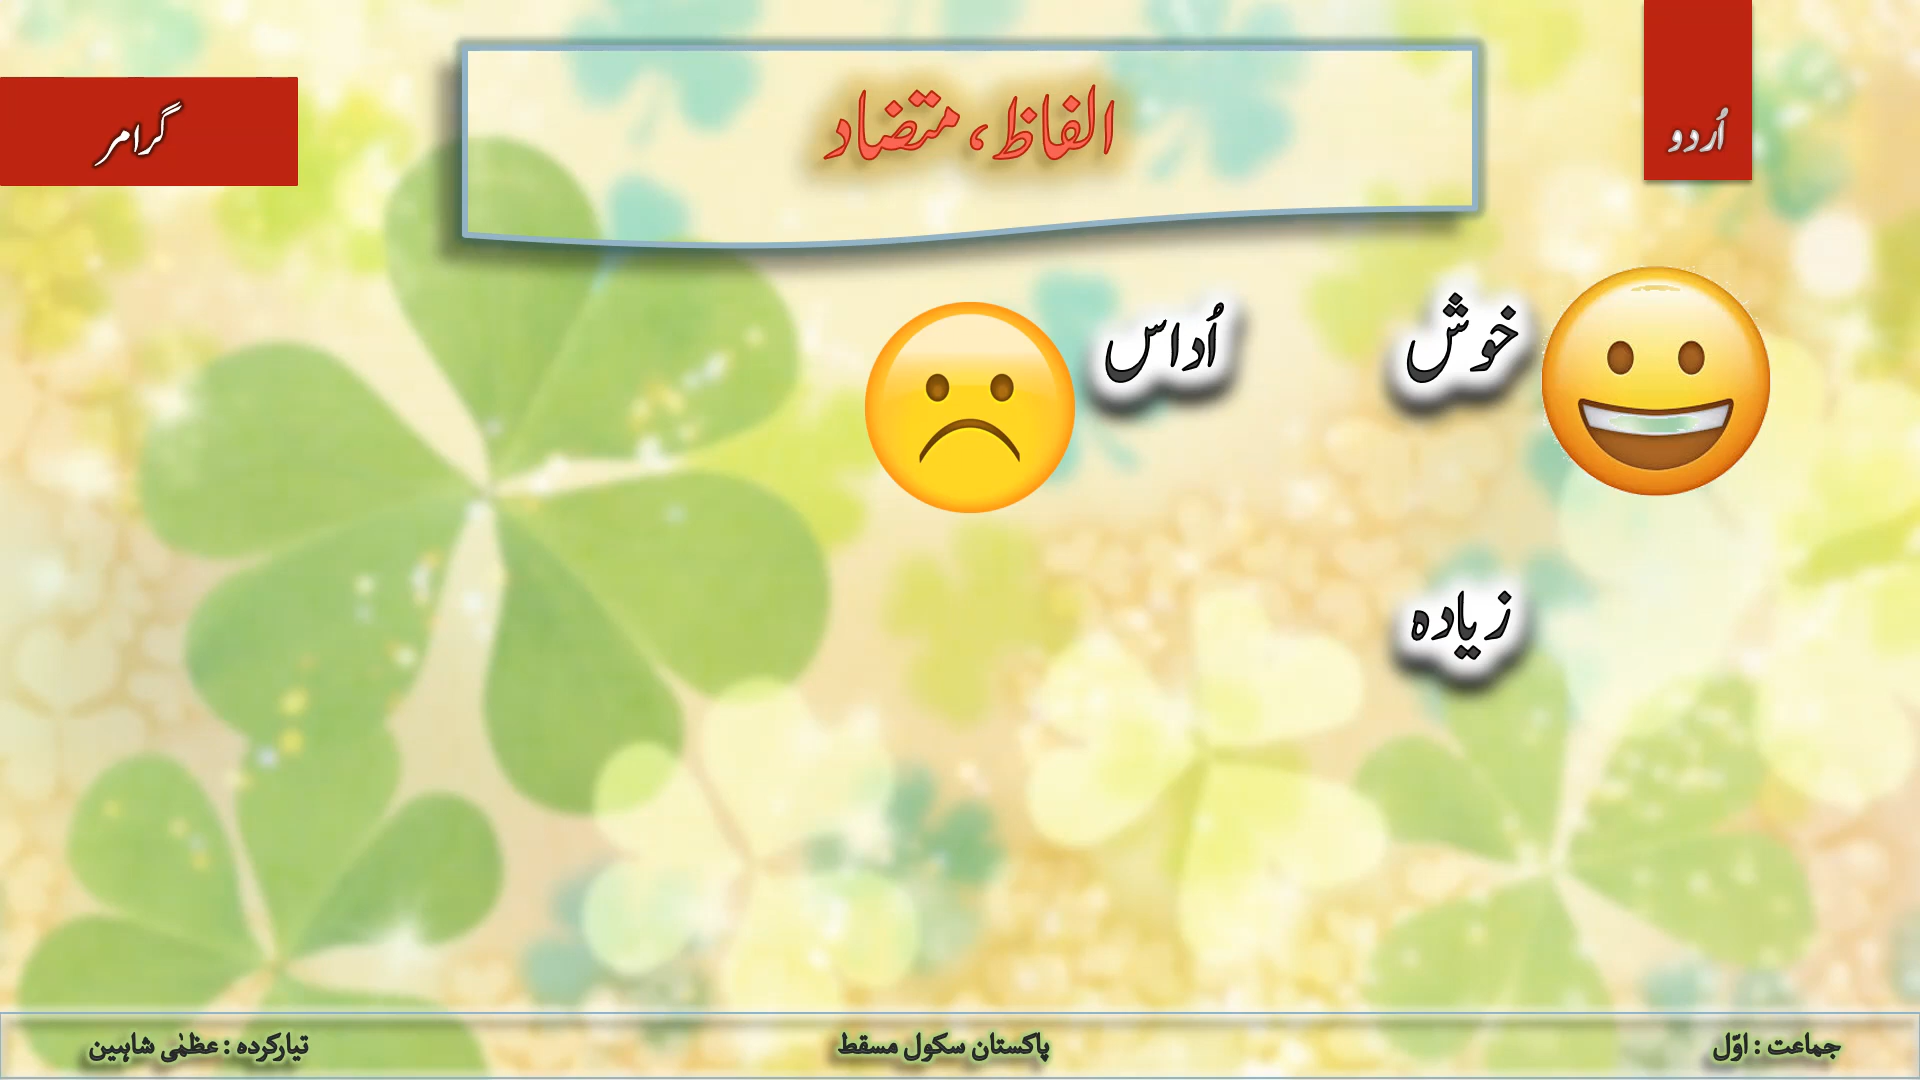 اُردو
گرامر
الفاظ، متضاد
خوش
اُداس
زیادہ
جماعت : اوّل
پاکستان سکول مسقط
تیارکردہ : عظمٰی شاہین